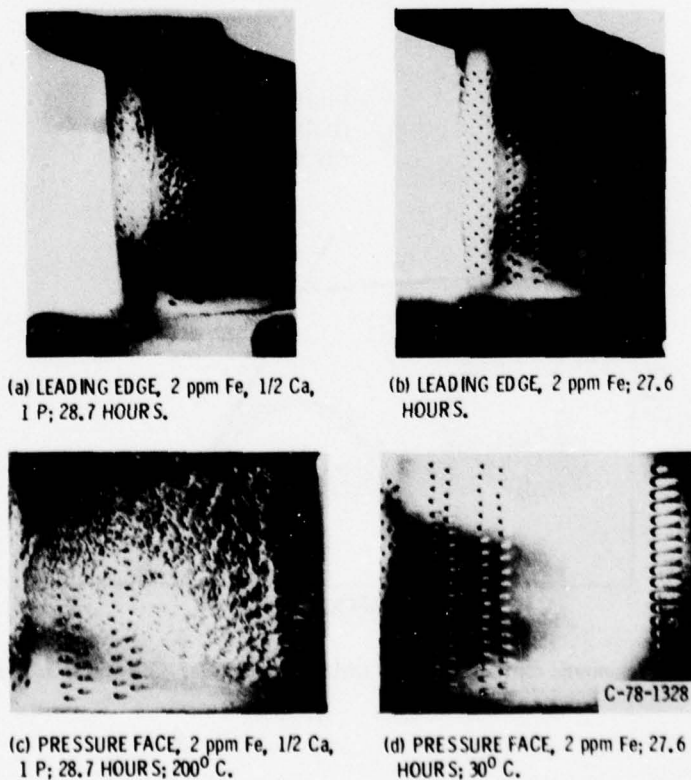 (a) LEADING EDGE, 2 ppm Fe, 1/2 Ca,
1 P; 28.7 HOURS.
(b) LEADING EDGE, 2 ppm Fe; 27.6
HOURS.
C-78-1328
(c) PRESSURE FACE, 2 ppm Fe, 1/2 Ca,
1 P; 28.7 HOURS; 200⁰ C.
(d) PRESSURE FACE, 2 ppm Fe; 27.6
HOURS; 30⁰ C.